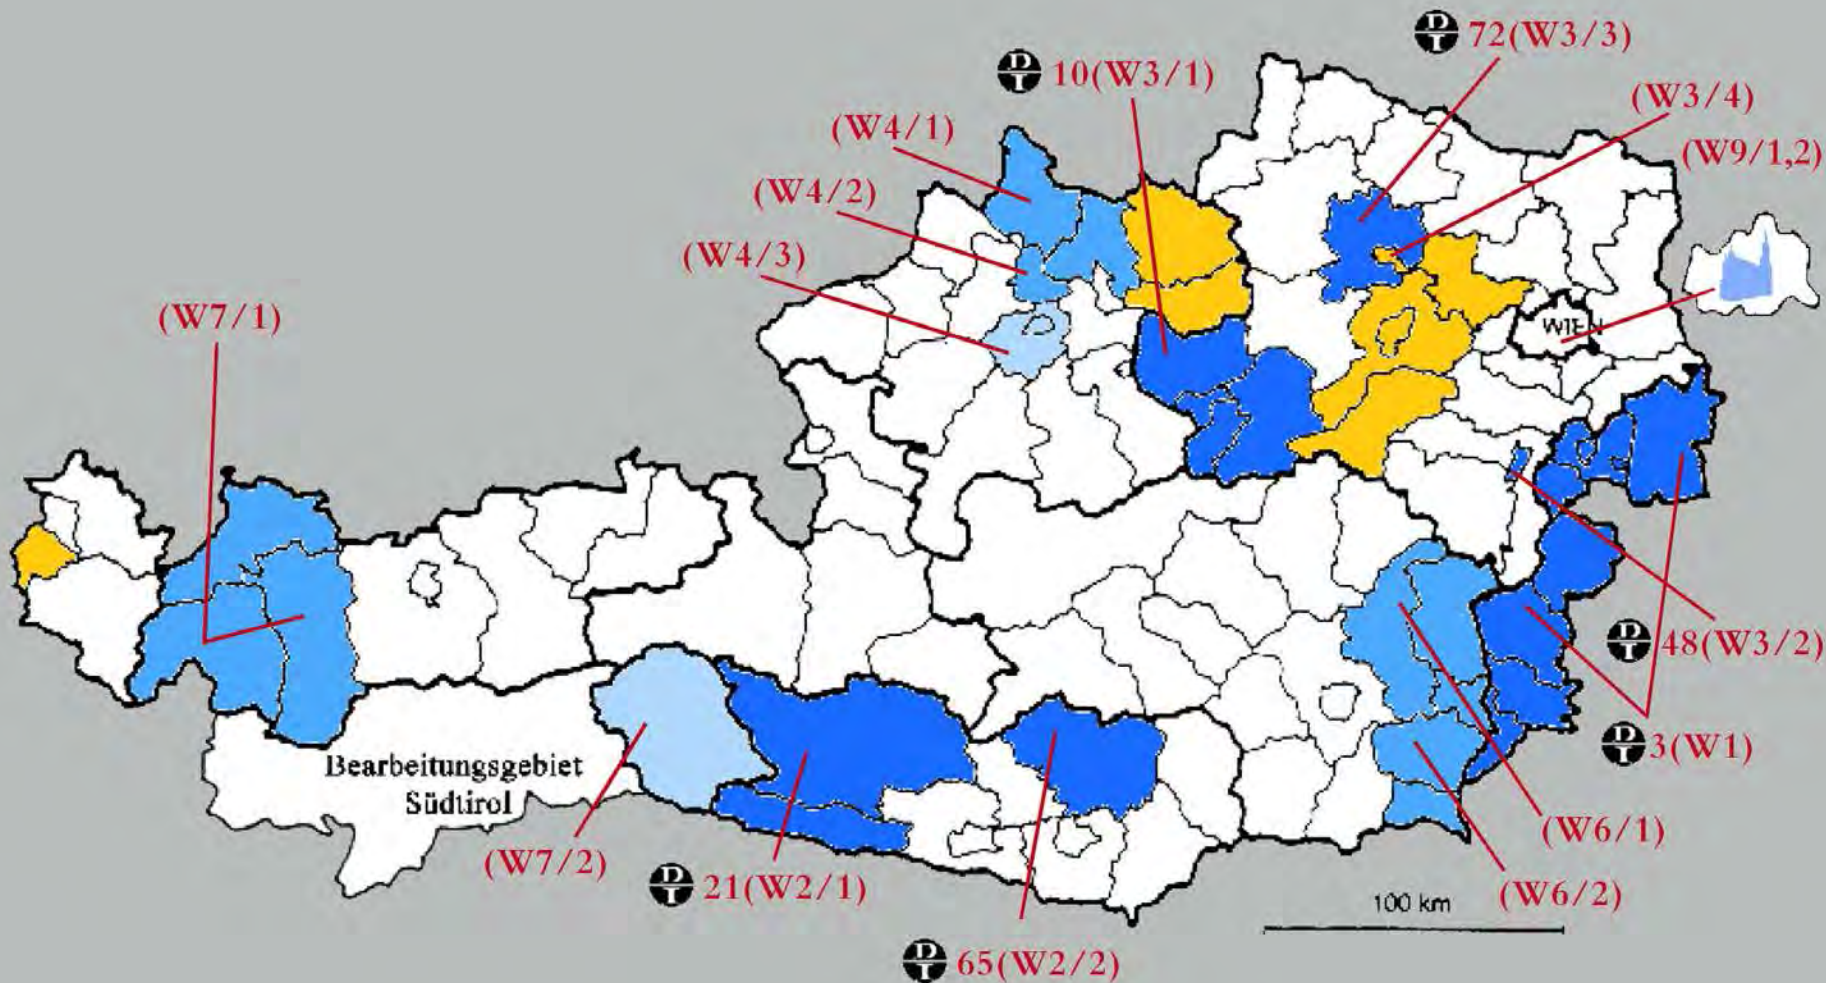 D I 72(W3/3)
D I 10(W3/1)
(W3/4)
(W4/1)
(W9/1,2)
(W4/2)
(W4/3)
(W7/1)
WIEN
D I 48(W3/2)
D I 3(W1)
Bearbeitungsgebiet
Südtirol
(W6/1)
(W7/2)
D I 21(W2/1)
(W6/2)
100 km
D I 65(W2/2)